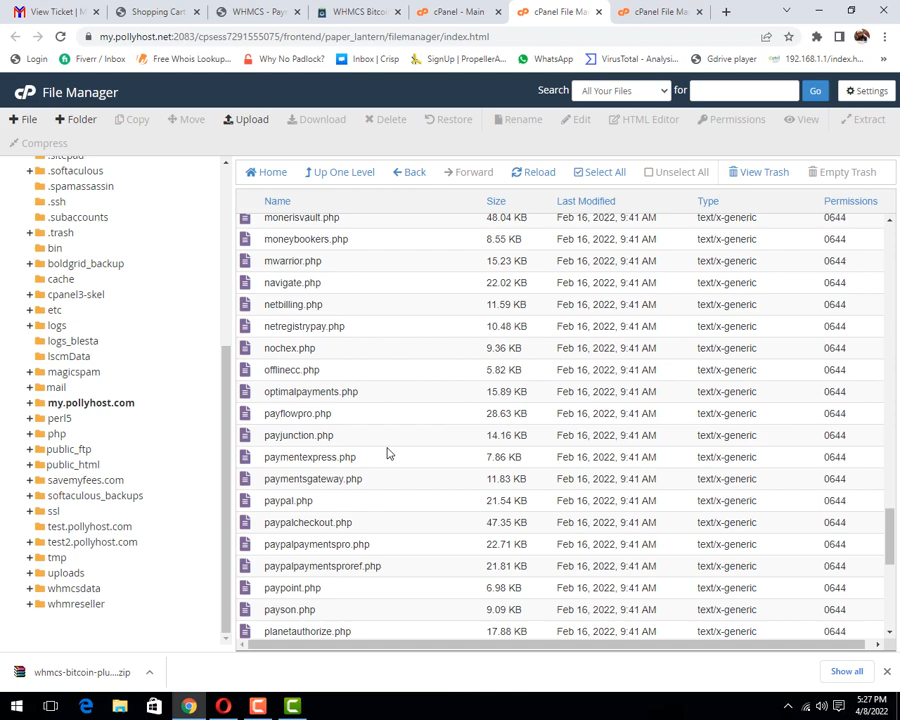 View Ticket | M
Shopping Cart
WHMCS - Pay
WHMCS Bitcoin
cPanel - Main
cPanel File Ma
cPanel File Ma
my.pollyhost.net:2083/cpsess7291555075/frontend/paper_lantern/filemanager/index.html
Login
Fiverr / Inbox
Free Whois Lookup...
Why No Padlock?
Inbox | Crisp
SignUp | PropellerA...
WhatsApp
VirusTotal - Analysi...
Gdrive player
192.168.1.1/index.h...
cP File Manager
Search All Your Files for Go Settings
File Folder Copy Move Upload Download Delete Restore Rename Edit HTML Editor Permissions View Extract
Compress
Home Up One Level Back Forward Reload Select All Unselect All View Trash Empty Trash
.sitepad
.softaculous
.spamassassin
.ssh
.subaccounts
.trash
bin
boldgrid_backup
cache
cpanel3-skel
etc
logs
logs_blesta
lscmData
magicspam
mail
my.pollyhost.com
perl5
php
public_ftp
public_html
savemyfees.com
softaculous_backups
ssl
test.pollyhost.com
test2.pollyhost.com
tmp
uploads
whmcsdata
whmreseller
Name Size Last Modified Type Permissions
monerisvault.php 48.04 KB Feb 16, 2022, 9:41 AM text/x-generic 0644
moneybookers.php 8.55 KB Feb 16, 2022, 9:41 AM text/x-generic 0644
mwarrior.php 15.23 KB Feb 16, 2022, 9:41 AM text/x-generic 0644
navigate.php 22.02 KB Feb 16, 2022, 9:41 AM text/x-generic 0644
netbilling.php 11.59 KB Feb 16, 2022, 9:41 AM text/x-generic 0644
netregistrypay.php 10.48 KB Feb 16, 2022, 9:41 AM text/x-generic 0644
nochex.php 9.36 KB Feb 16, 2022, 9:41 AM text/x-generic 0644
offlinecc.php 5.82 KB Feb 16, 2022, 9:41 AM text/x-generic 0644
optimalpayments.php 15.89 KB Feb 16, 2022, 9:41 AM text/x-generic 0644
payflowpro.php 28.63 KB Feb 16, 2022, 9:41 AM text/x-generic 0644
payjunction.php 14.16 KB Feb 16, 2022, 9:41 AM text/x-generic 0644
paymentexpress.php 7.86 KB Feb 16, 2022, 9:41 AM text/x-generic 0644
paymentsgateway.php 11.83 KB Feb 16, 2022, 9:41 AM text/x-generic 0644
paypal.php 21.54 KB Feb 16, 2022, 9:41 AM text/x-generic 0644
paypalcheckout.php 47.35 KB Feb 16, 2022, 9:41 AM text/x-generic 0644
paypalpaymentspro.php 22.71 KB Feb 16, 2022, 9:41 AM text/x-generic 0644
paypalpaymentsproref.php 21.81 KB Feb 16, 2022, 9:41 AM text/x-generic 0644
paypoint.php 6.98 KB Feb 16, 2022, 9:41 AM text/x-generic 0644
payson.php 9.09 KB Feb 16, 2022, 9:41 AM text/x-generic 0644
planetauthorize.php 17.88 KB Feb 16, 2022, 9:41 AM text/x-generic 0644
whmcs-bitcoin-plu....zip
Show all
5:27 PM
4/8/2022